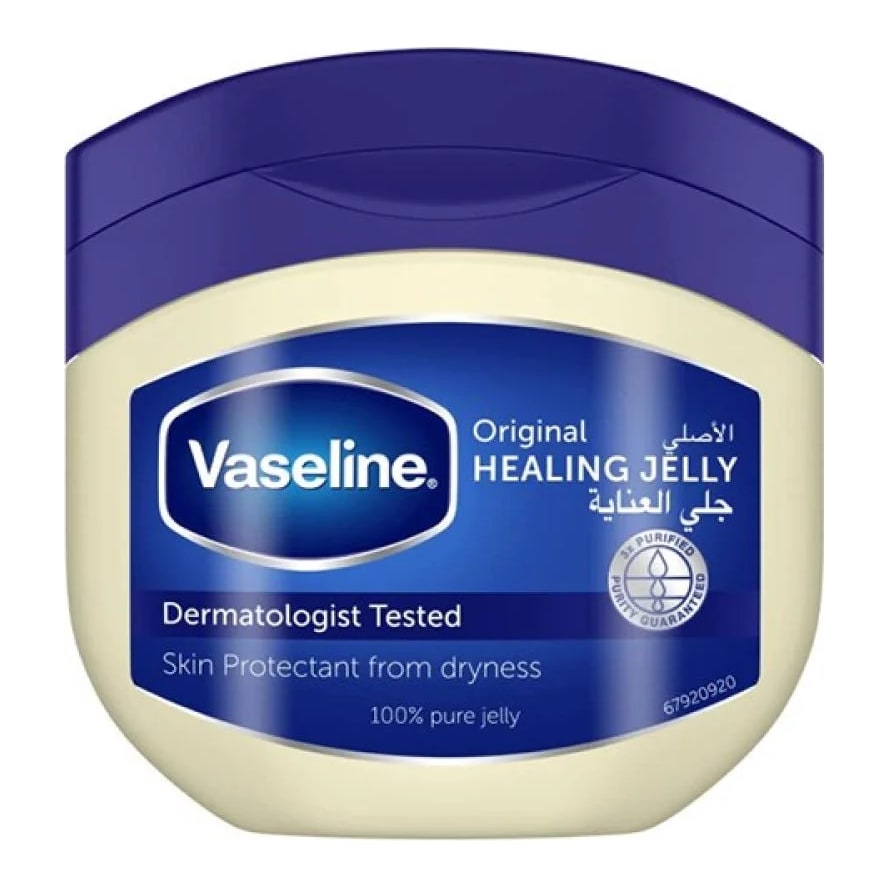 Vaseline®
Original الأصلي
HEALING JELLY
جلي العناية
3x PURIFIED
PURITY GUARANTEED
Dermatologist Tested
Skin Protectant from dryness
100% pure jelly
67920920